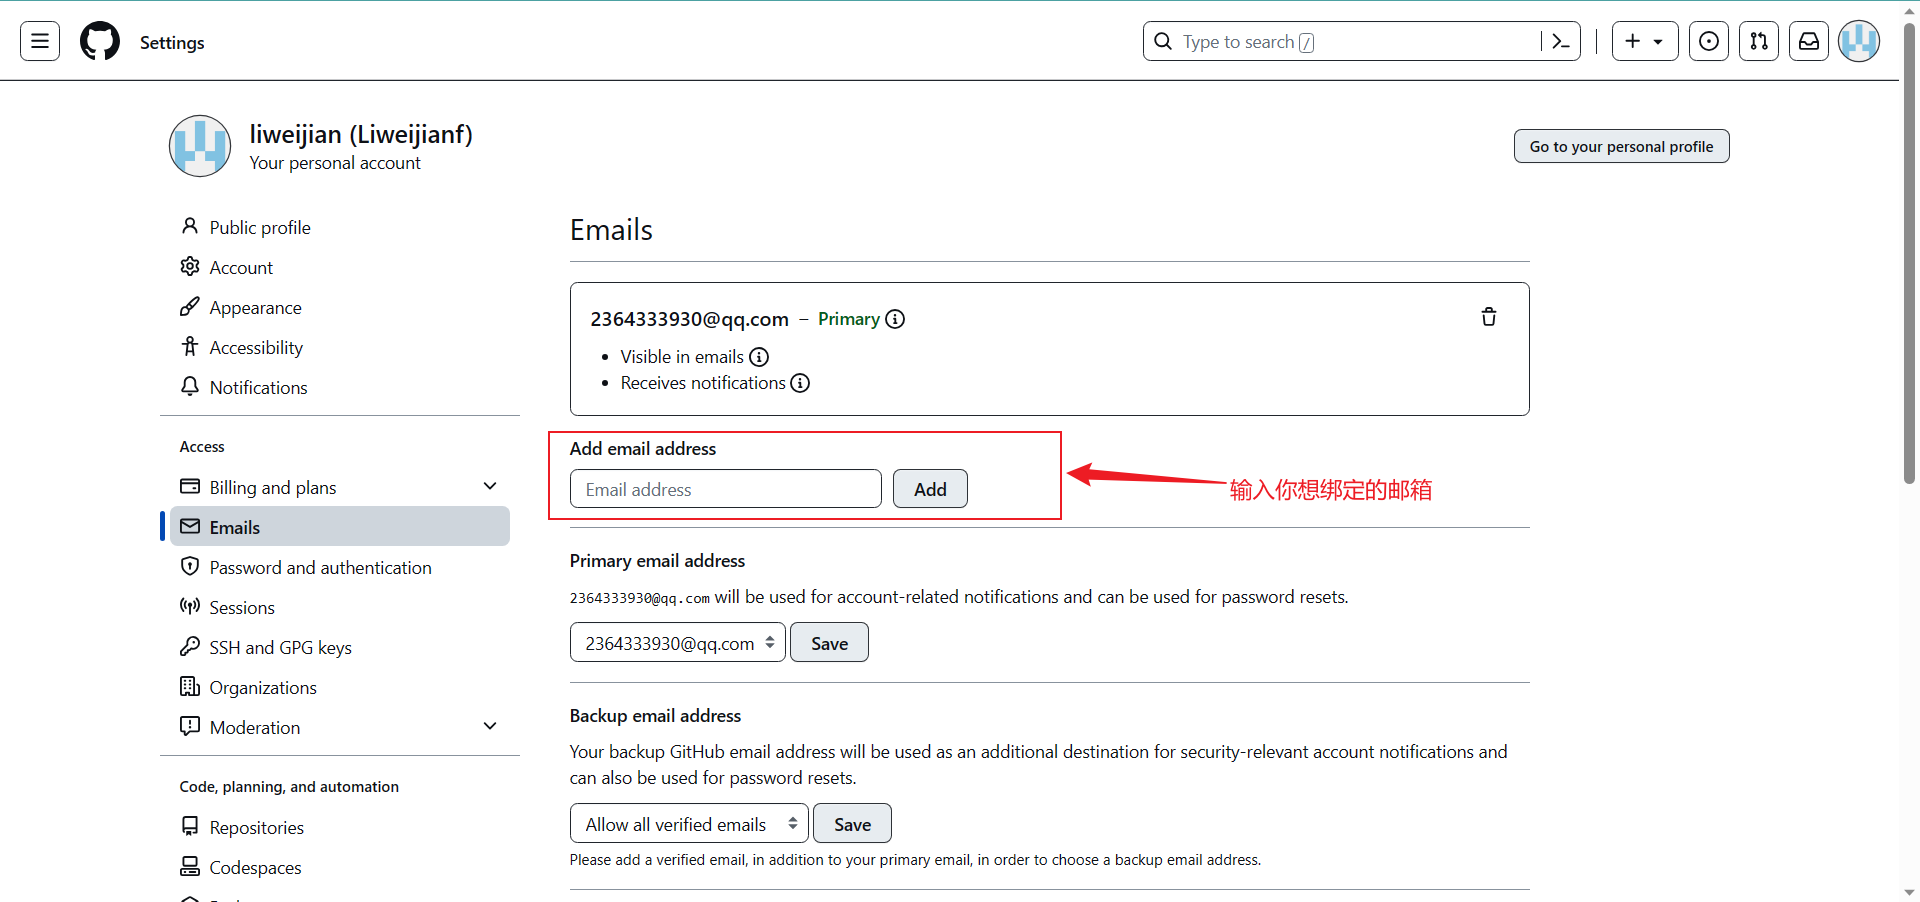 Settings
Type to search /
liweijian (Liweijianf)
Your personal account
Go to your personal profile
Public profile
Account
Appearance
Accessibility
Notifications
Access
Billing and plans
Emails
Password and authentication
Sessions
SSH and GPG keys
Organizations
Moderation
Code, planning, and automation
Repositories
Codespaces
Emails
2364333930@qq.com – Primary
• Visible in emails
• Receives notifications
Add email address
Email address Add
输入你想绑定的邮箱
Primary email address
2364333930@qq.com will be used for account-related notifications and can be used for password resets.
2364333930@qq.com Save
Backup email address
Your backup GitHub email address will be used as an additional destination for security-relevant account notifications and
can also be used for password resets.
Allow all verified emails Save
Please add a verified email, in addition to your primary email, in order to choose a backup email address.